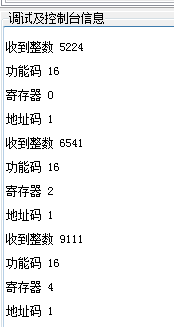 调试及控制台信息
收到整数 5224
功能码 16
寄存器 0
地址码 1
收到整数 6541
功能码 16
寄存器 2
地址码 1
收到整数 9111
功能码 16
寄存器 4
地址码 1